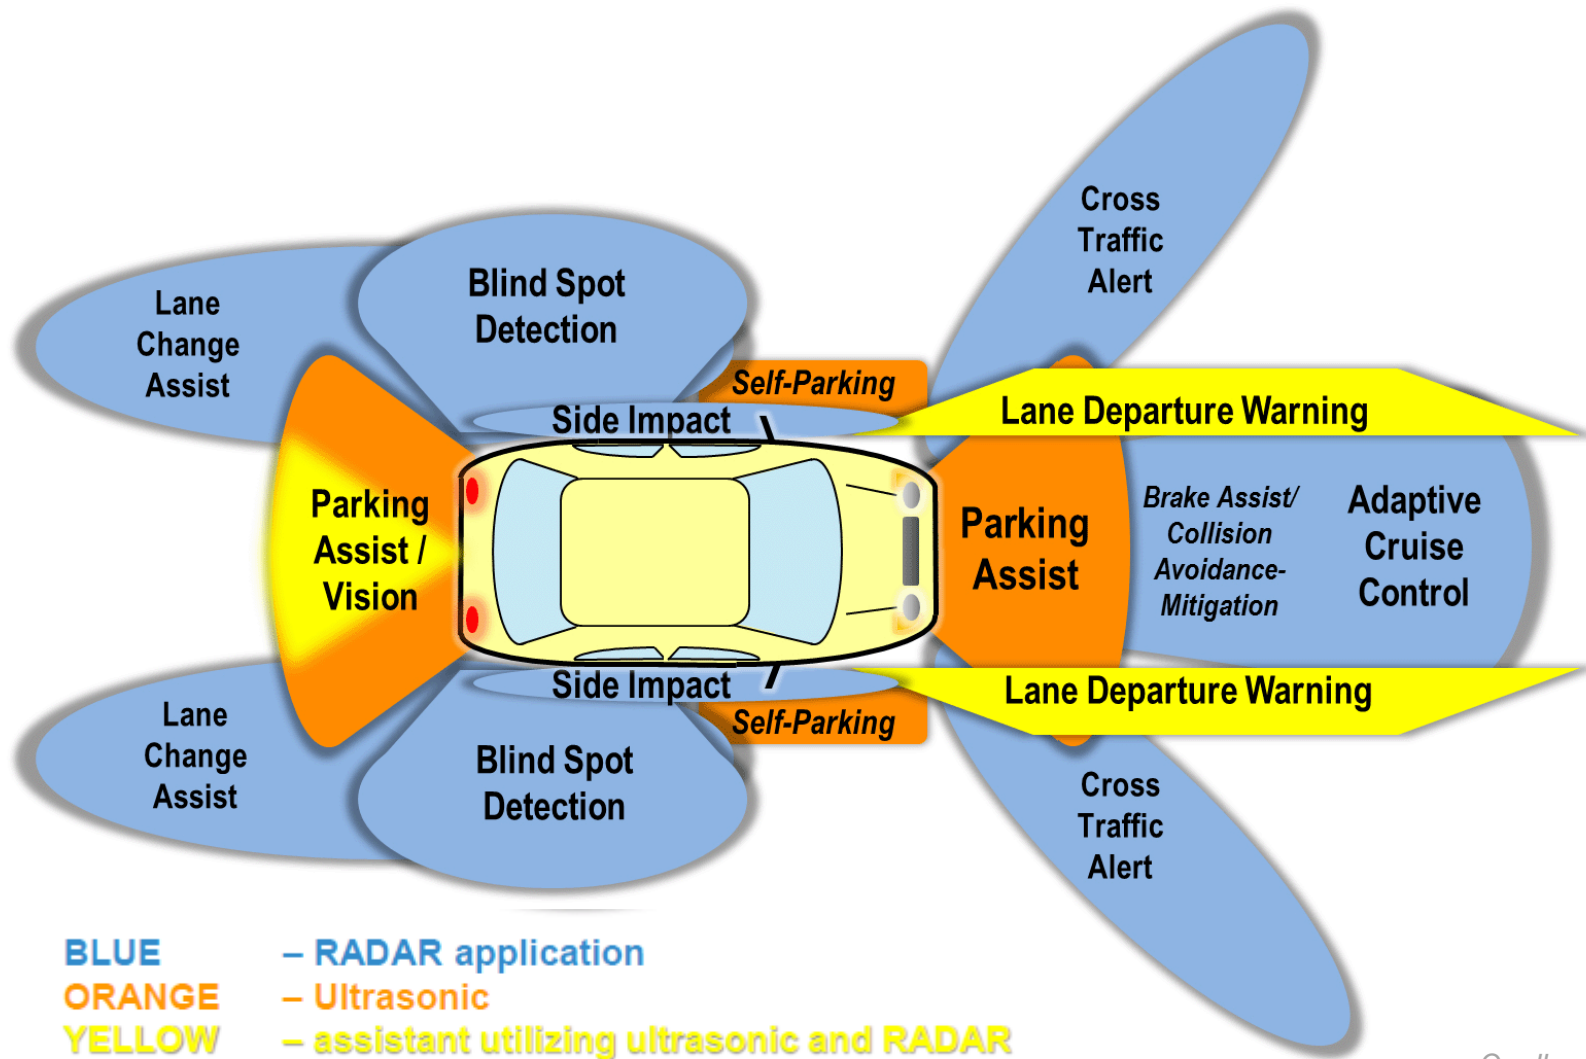 Cross
Traffic
Alert
Lane
Change
Assist
Blind Spot
Detection
Self-Parking
Side Impact
Lane Departure Warning
Parking
Assist /
Vision
Parking
Assist
Brake Assist/
Collision
Avoidance-
Mitigation
Adaptive
Cruise
Control
Side Impact
Lane Departure Warning
Self-Parking
Lane
Change
Assist
Blind Spot
Detection
Cross
Traffic
Alert
BLUE – RADAR application
ORANGE – Ultrasonic
YELLOW – assistant utilizing ultrasonic and RADAR